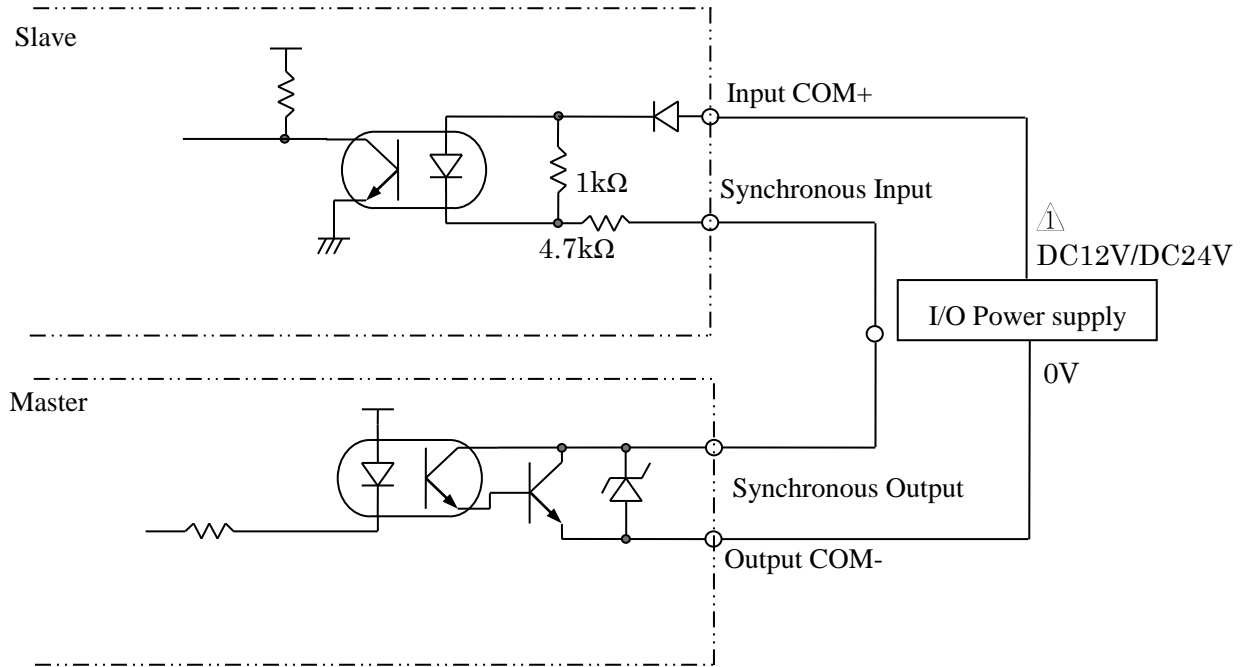 Slave
Input COM+
1kΩ
Synchronous Input
4.7kΩ
1
DC12V/DC24V
I/O Power supply
0V
Master
Synchronous Output
Output COM-